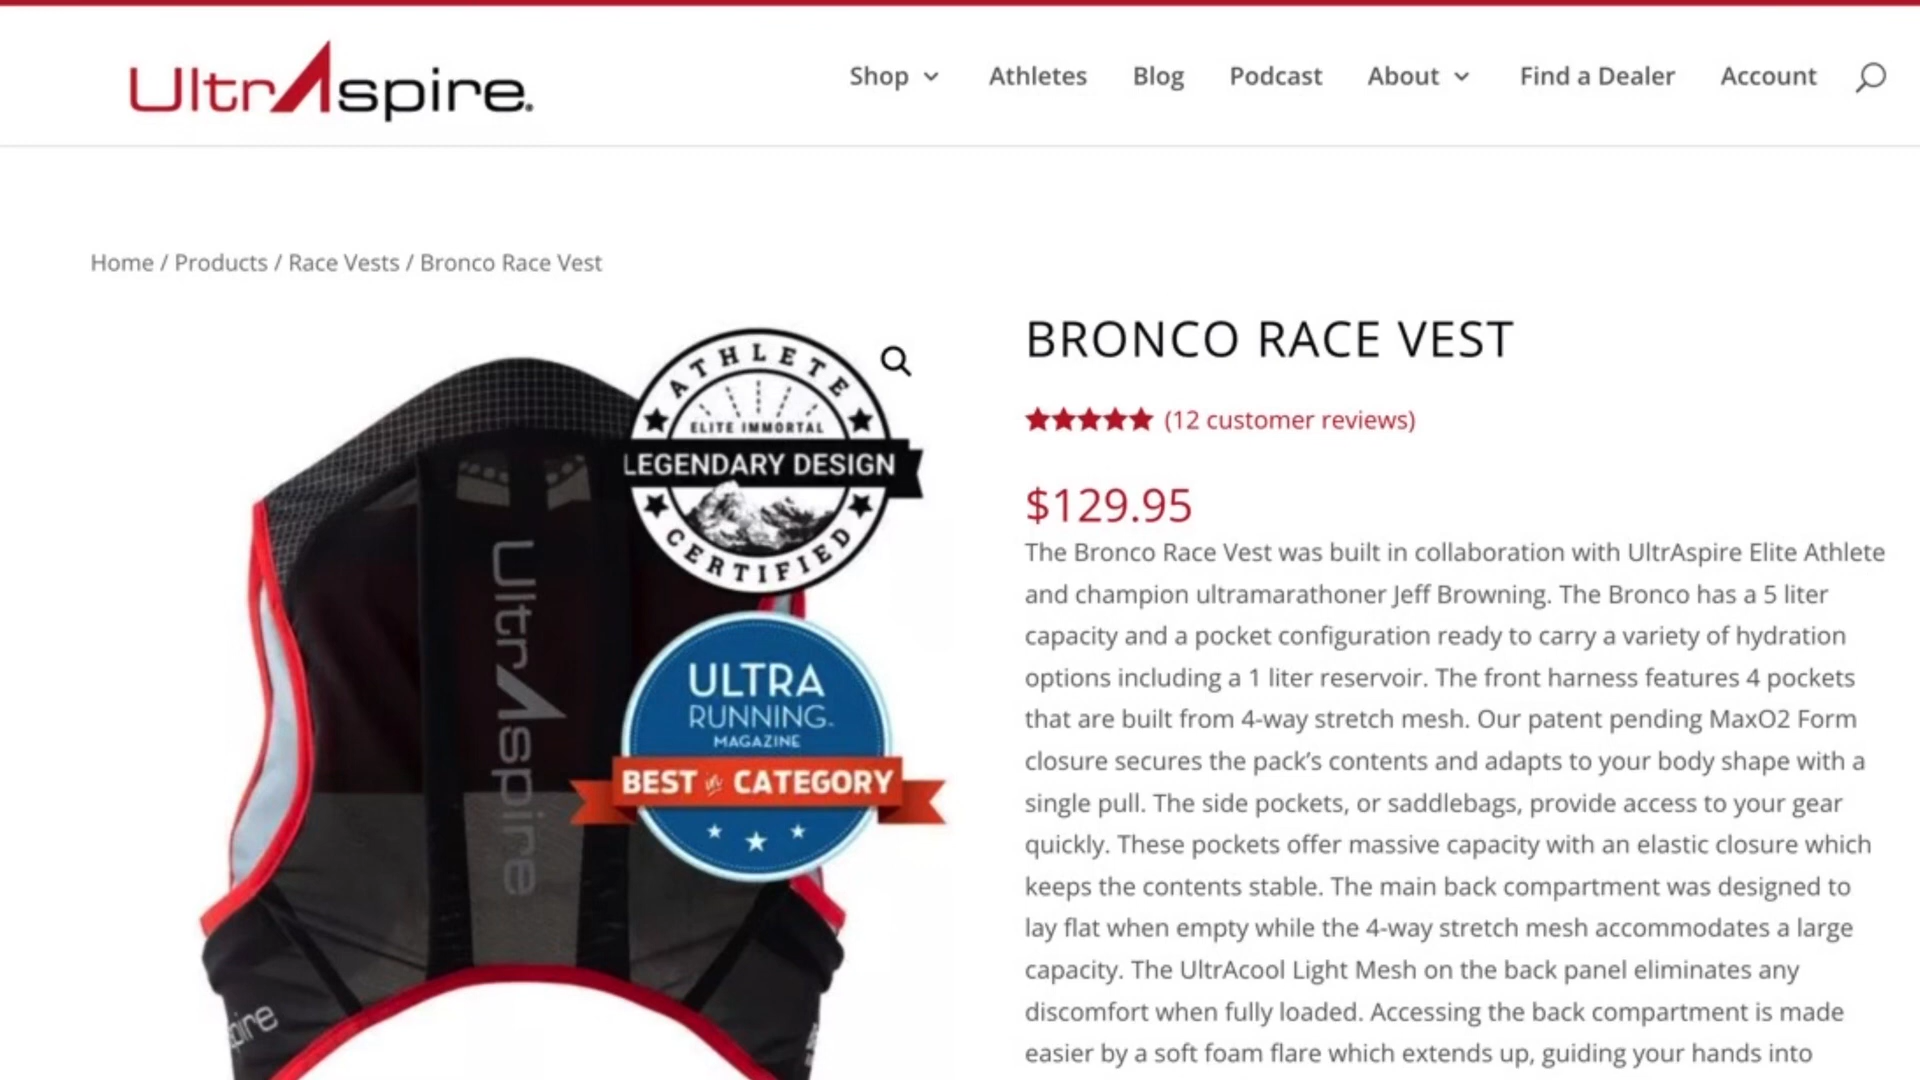 UltrAspire.
Shop Athletes Blog Podcast About Find a Dealer Account
Home / Products / Race Vests / Bronco Race Vest
ATHLETE
ELITE IMMORTAL
LEGENDARY DESIGN
CERTIFIED
UltrAspire
ULTRA
RUNNING
MAGAZINE
BEST in CATEGORY
spire
BRONCO RACE VEST
(12 customer reviews)
$129.95
The Bronco Race Vest was built in collaboration with UltrAspire Elite Athlete
and champion ultramarathoner Jeff Browning. The Bronco has a 5 liter
capacity and a pocket configuration ready to carry a variety of hydration
options including a 1 liter reservoir. The front harness features 4 pockets
that are built from 4-way stretch mesh. Our patent pending MaxO2 Form
closure secures the pack’s contents and adapts to your body shape with a
single pull. The side pockets, or saddlebags, provide access to your gear
quickly. These pockets offer massive capacity with an elastic closure which
keeps the contents stable. The main back compartment was designed to
lay flat when empty while the 4-way stretch mesh accommodates a large
capacity. The UltrAcool Light Mesh on the back panel eliminates any
discomfort when fully loaded. Accessing the back compartment is made
easier by a soft foam flare which extends up, guiding your hands into